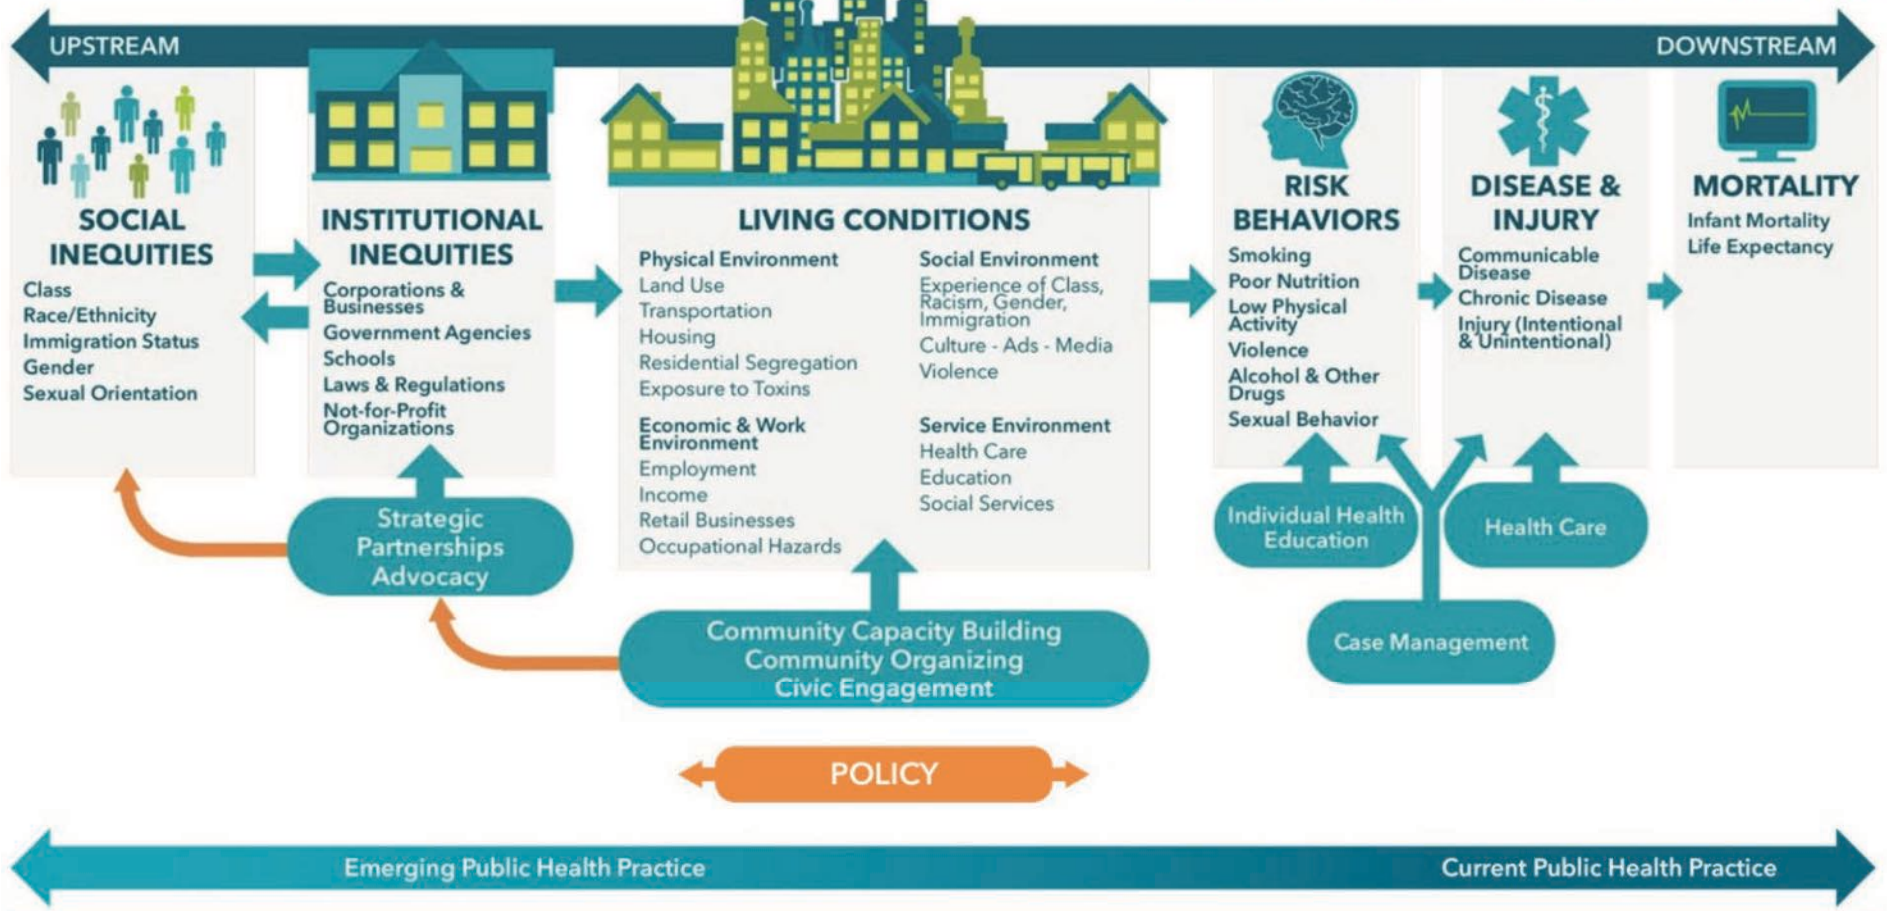 UPSTREAM
DOWNSTREAM
SOCIAL
INEQUITIES
Class
Race/Ethnicity
Immigration Status
Gender
Sexual Orientation
INSTITUTIONAL
INEQUITIES
Corporations &
Businesses
Government Agencies
Schools
Laws & Regulations
Not-for-Profit
Organizations
LIVING CONDITIONS
Physical Environment
Land Use
Transportation
Housing
Residential Segregation
Exposure to Toxins
Economic & Work
Environment
Employment
Income
Retail Businesses
Occupational Hazards
Social Environment
Experience of Class,
Racism, Gender,
Immigration
Culture - Ads - Media
Violence
Service Environment
Health Care
Education
Social Services
RISK
BEHAVIORS
Smoking
Poor Nutrition
Low Physical
Activity
Violence
Alcohol & Other
Drugs
Sexual Behavior
DISEASE &
INJURY
Communicable
Disease
Chronic Disease
Injury (Intentional
& Unintentional)
MORTALITY
Infant Mortality
Life Expectancy
Strategic
Partnerships
Advocacy
Community Capacity Building
Community Organizing
Civic Engagement
Individual Health
Education
Health Care
Case Management
POLICY
Emerging Public Health Practice
Current Public Health Practice